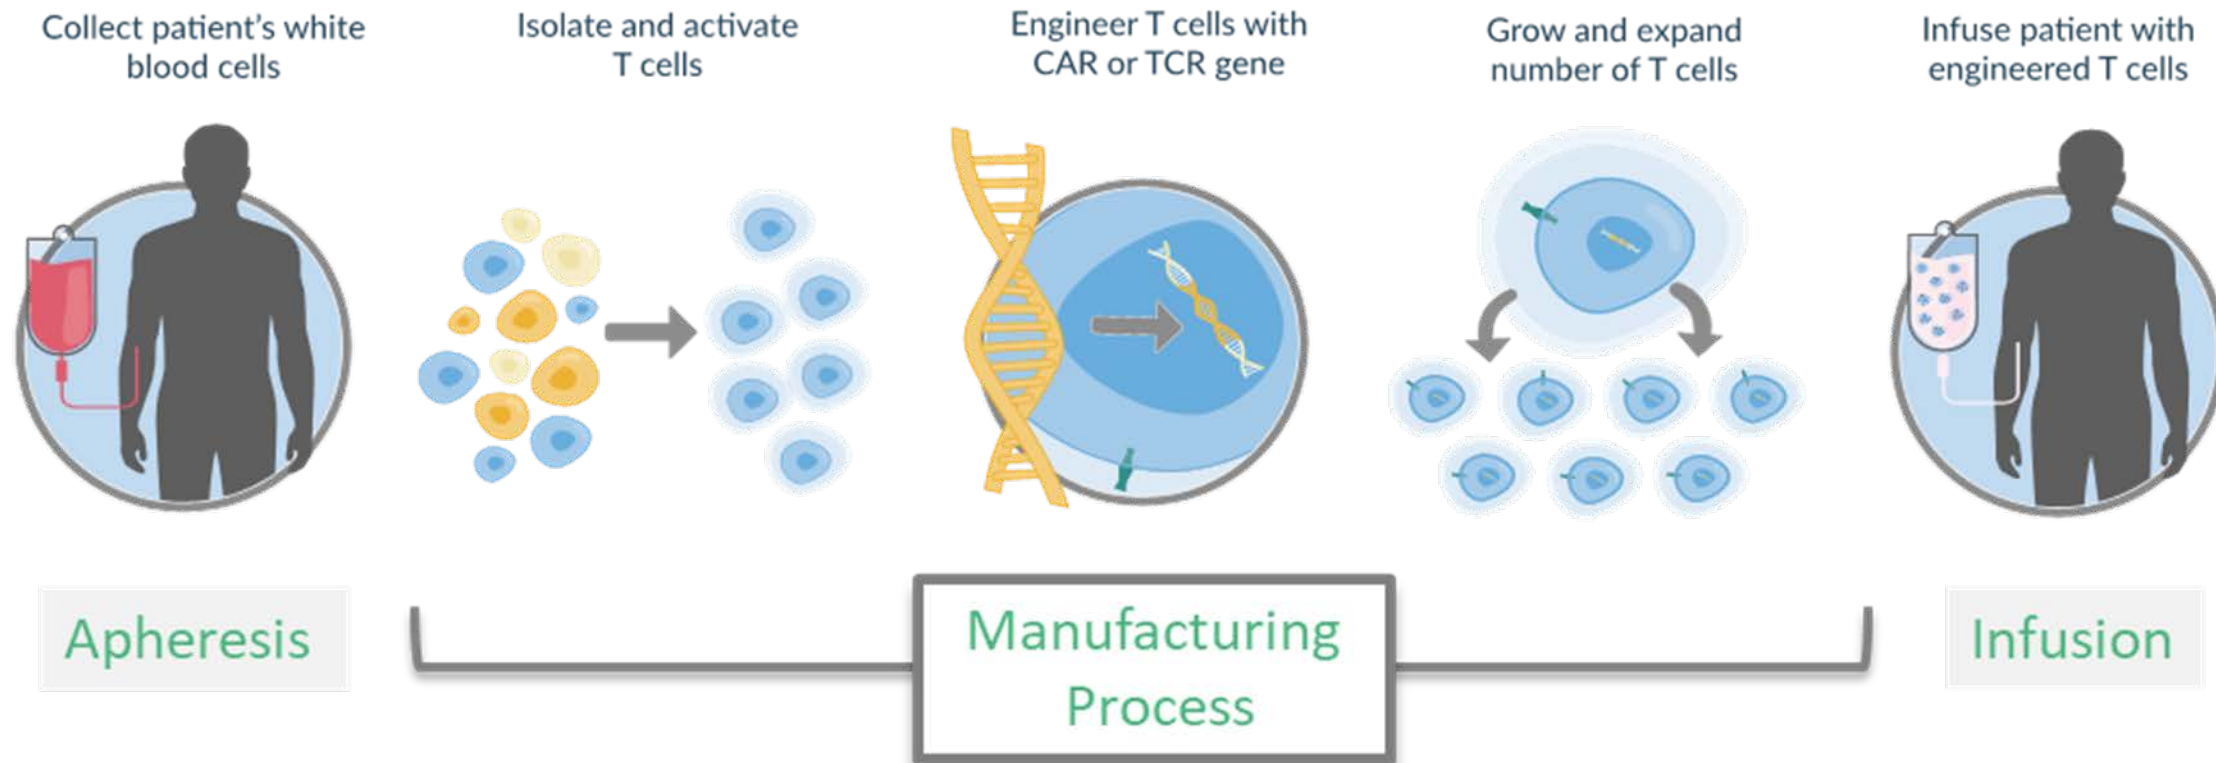 Collect patient’s white
blood cells
Isolate and activate
T cells
Engineer T cells with
CAR or TCR gene
Grow and expand
number of T cells
Infuse patient with
engineered T cells
Apheresis
Manufacturing
Process
Infusion